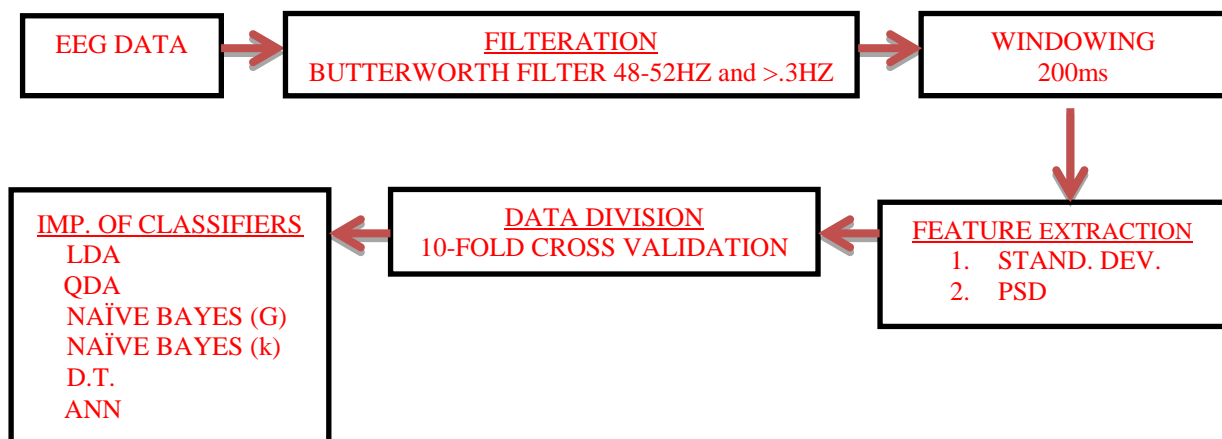 EEG DATA
FILTERATION
BUTTERWORTH FILTER 48-52HZ and >.3HZ
WINDOWING
200ms
FEATURE EXTRACTION
1. STAND. DEV.
2. PSD
DATA DIVISION
10-FOLD CROSS VALIDATION
IMP. OF CLASSIFIERS
LDA
QDA
NAÏVE BAYES (G)
NAÏVE BAYES (k)
D.T.
ANN